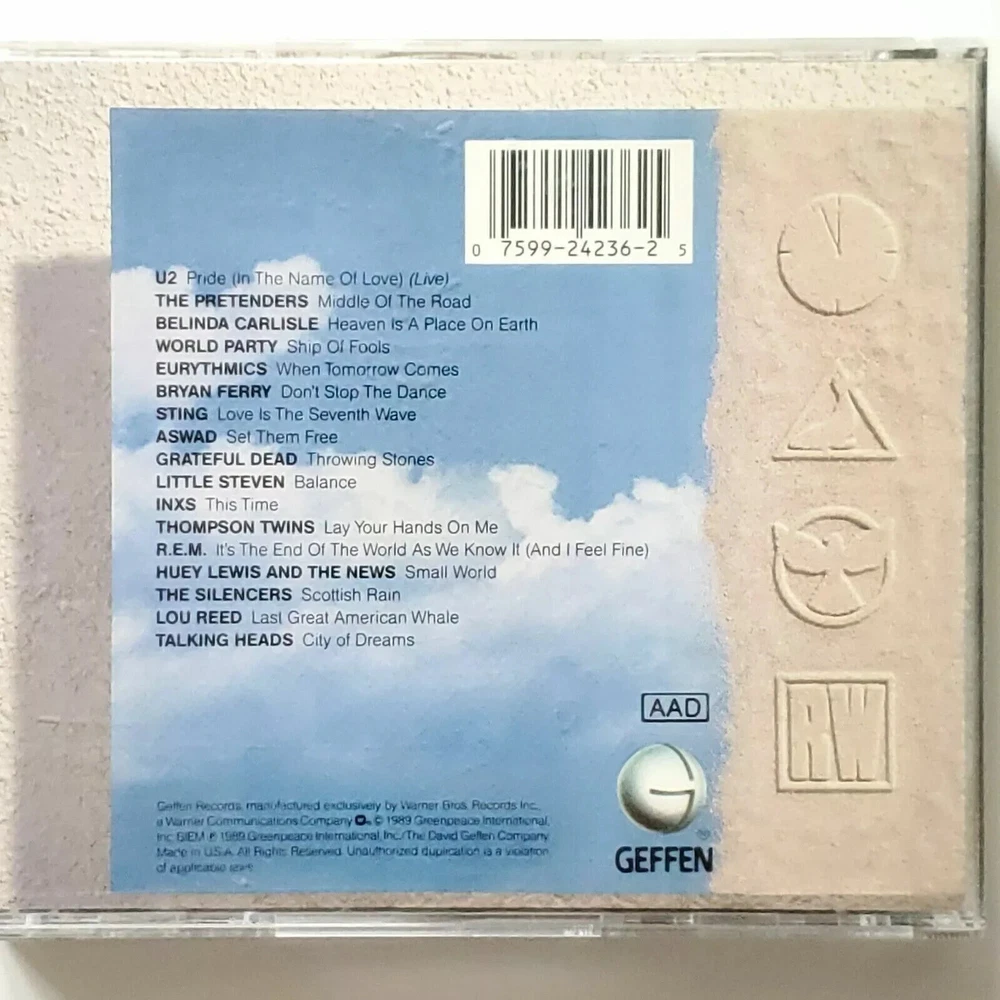 0 7599-24236-2 5
U2 Pride (In The Name Of Love) (Live)
THE PRETENDERS Middle Of The Road
BELINDA CARLISLE Heaven Is A Place On Earth
WORLD PARTY Ship Of Fools
EURYTHMICS When Tomorrow Comes
BRYAN FERRY Don't Stop The Dance
STING Love Is The Seventh Wave
ASWAD Set Them Free
GRATEFUL DEAD Throwing Stones
LITTLE STEVEN Balance
INXS This Time
THOMPSON TWINS Lay Your Hands On Me
R.E.M. It's The End Of The World As We Know It (And I Feel Fine)
HUEY LEWIS AND THE NEWS Small World
THE SILENCERS Scottish Rain
LOU REED Last Great American Whale
TALKING HEADS City of Dreams
AAD
G
GEFFEN
RW
Geffen Records, manufactured exclusively by Warner Bros. Records Inc.,
a Warner Communications Company © 1989 Greenpeace International,
Inc. ℗ 1989 Greenpeace International, Inc./The David Geffen Company.
Made in U.S.A. All Rights Reserved. Unauthorized duplication is a violation
of applicable laws.